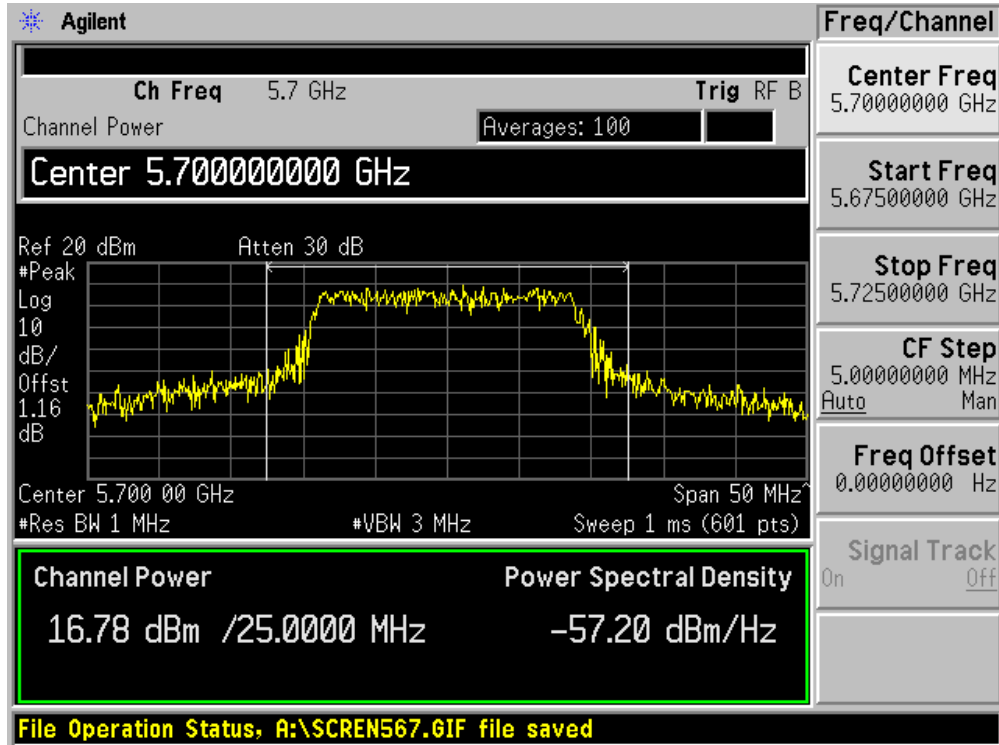 Agilent
Freq/Channel
Ch Freq 5.7 GHz Trig RF B
Channel Power Averages: 100
Center 5.700000000 GHz
Ref 20 dBm Atten 30 dB
#Peak
Log
10
dB/
Offst
1.16
dB
Center 5.700 00 GHz Span 50 MHz^
#Res BW 1 MHz #VBW 3 MHz Sweep 1 ms (601 pts)
Channel Power Power Spectral Density
16.78 dBm /25.0000 MHz -57.20 dBm/Hz
File Operation Status, A:\SCREN567.GIF file saved
Center Freq
5.70000000 GHz
Start Freq
5.67500000 GHz
Stop Freq
5.72500000 GHz
CF Step
5.00000000 MHz
Auto Man
Freq Offset
0.00000000 Hz
Signal Track
On Off